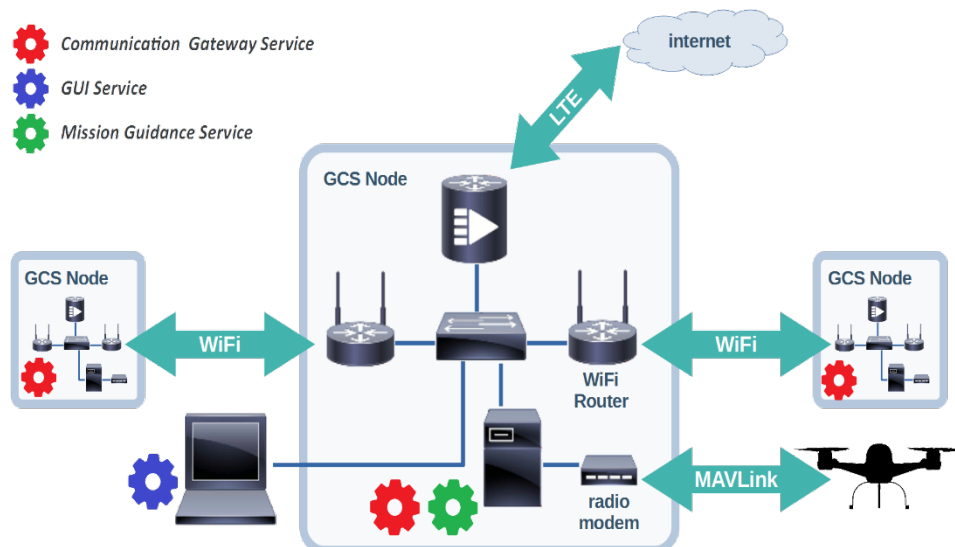 Communication Gateway Service
GUI Service
Mission Guidance Service
internet
LTE
GCS Node
GCS Node
GCS Node
WiFi
WiFi
WiFi
Router
MAVLink
radio
modem